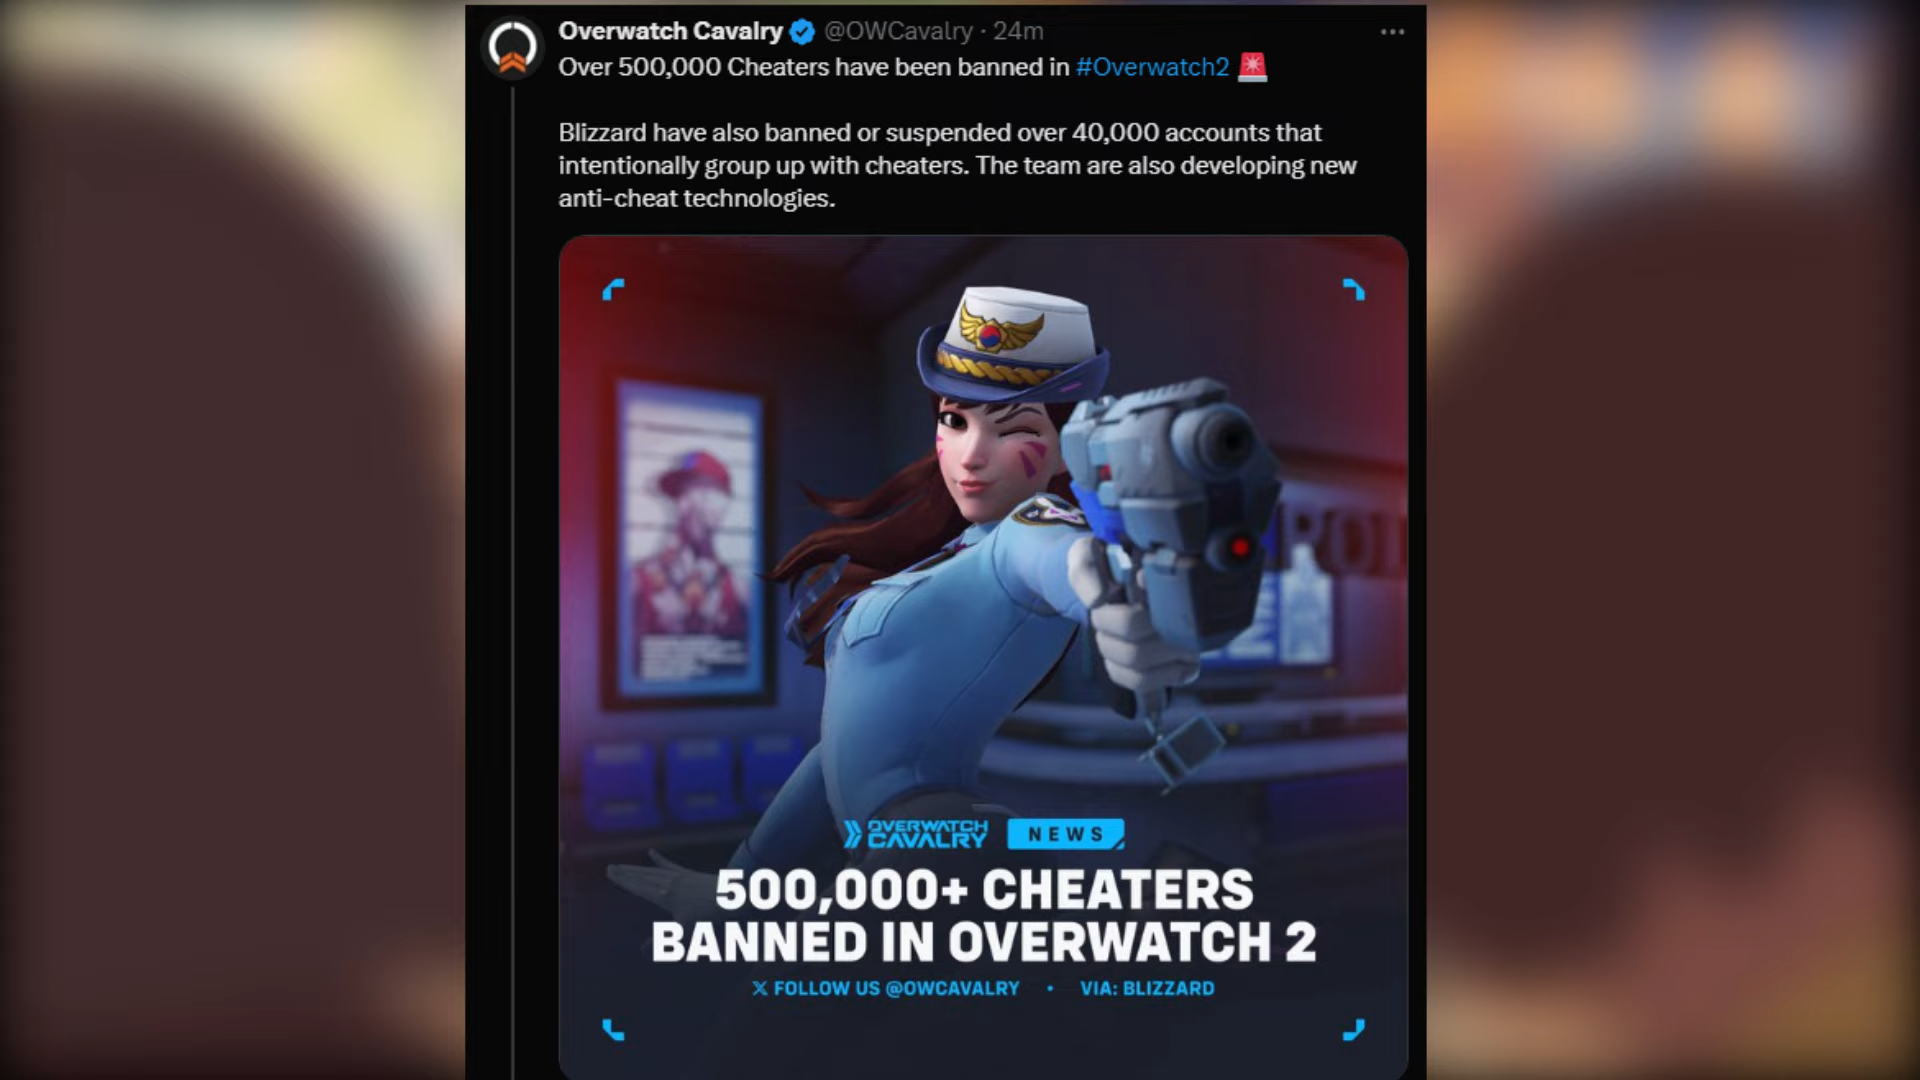 Overwatch Cavalry @OWCavalry · 24m
Over 500,000 Cheaters have been banned in #Overwatch2 🚨
Blizzard have also banned or suspended over 40,000 accounts that
intentionally group up with cheaters. The team are also developing new
anti-cheat technologies.
OVERWATCH
CAVALRY
NEWS
500,000+ CHEATERS
BANNED IN OVERWATCH 2
X FOLLOW US @OWCAVALRY • VIA: BLIZZARD